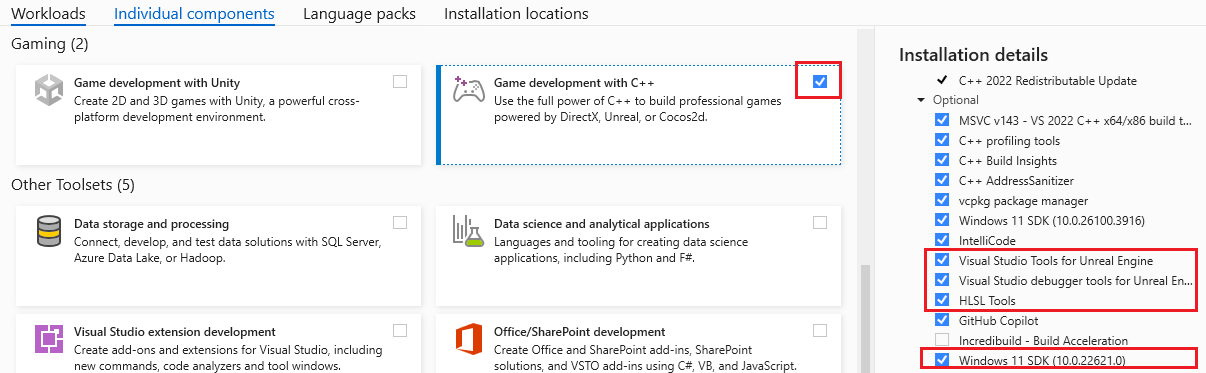 Workloads
Individual components
Language packs
Installation locations
Gaming (2)
Game development with Unity
Create 2D and 3D games with Unity, a powerful cross-
platform development environment.
Game development with C++
Use the full power of C++ to build professional games
powered by DirectX, Unreal, or Cocos2d.
Other Toolsets (5)
Data storage and processing
Connect, develop, and test data solutions with SQL Server,
Azure Data Lake, or Hadoop.
Data science and analytical applications
Languages and tooling for creating data science
applications, including Python and F#.
Visual Studio extension development
Create add-ons and extensions for Visual Studio, including
new commands, code analyzers and tool windows.
Office/SharePoint development
Create Office and SharePoint add-ins, SharePoint
solutions, and VSTO add-ins using C#, VB, and JavaScript.
Installation details
C++ 2022 Redistributable Update
Optional
MSVC v143 - VS 2022 C++ x64/x86 build t...
C++ profiling tools
C++ Build Insights
C++ AddressSanitizer
vcpkg package manager
Windows 11 SDK (10.0.26100.3916)
IntelliCode
Visual Studio Tools for Unreal Engine
Visual Studio debugger tools for Unreal En...
HLSL Tools
GitHub Copilot
Incredibuild - Build Acceleration
Windows 11 SDK (10.0.22621.0)